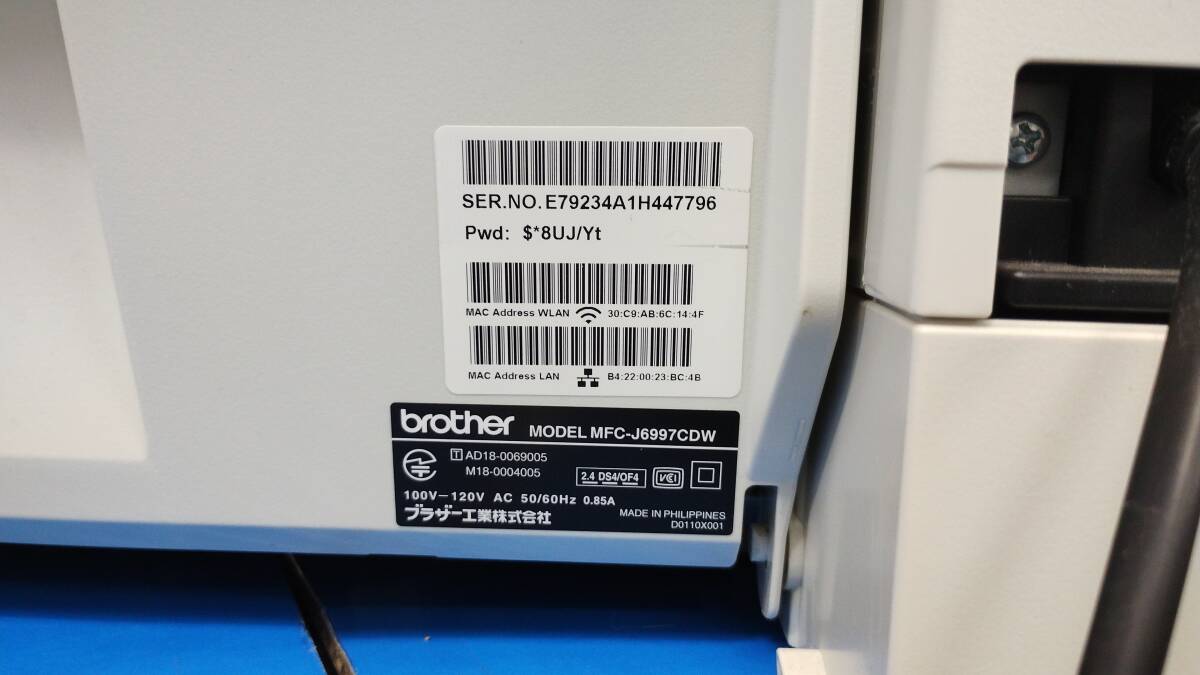 SER.NO.E79234A1H447796
Pwd: $*8UJ/Yt
MAC Address WLAN 30:C9:AB:6C:14:4F
MAC Address LAN B4:22:00:23:BC:4B
brother MODEL MFC-J6997CDW
T AD18-0069005
M18-0004005
2.4 DS4/OF4 VCI
100V-120V AC 50/60Hz 0.85A
ブラザー工業株式会社 MADE IN PHILIPPINES
D0110X001